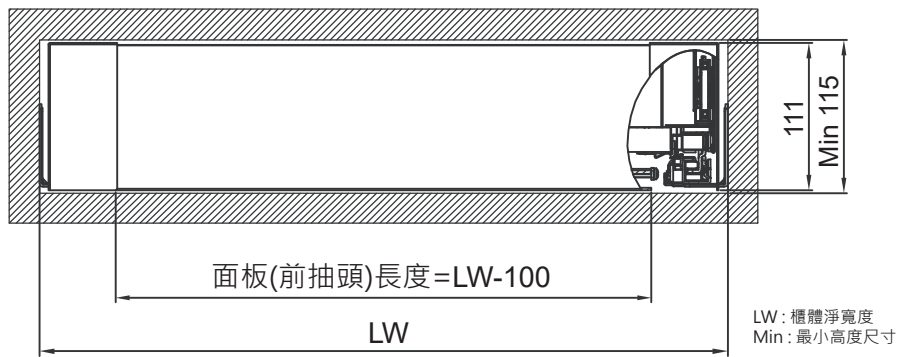 111
Min 115
面板(前抽頭)長度=LW-100
LW
LW : 櫃體淨寬度
Min : 最小高度尺寸